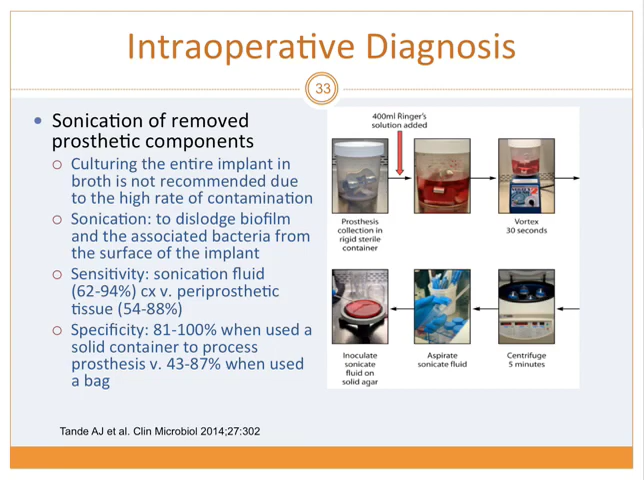 Intraoperative Diagnosis
33
• Sonication of removed
prosthetic components
Culturing the entire implant in
broth is not recommended due
to the high rate of contamination
Sonication: to dislodge biofilm
and the associated bacteria from
the surface of the implant
Sensitivity: sonication fluid
(62-94%) cx v. periprosthetic
tissue (54-88%)
Specificity: 81-100% when used a
solid container to process
prosthesis v. 43-87% when used
a bag
400ml Ringer's
solution added
Prosthesis
collection in
rigid sterile
container
Vortex
30 seconds
Inoculate
sonicate
fluid on
solid agar
Aspirate
sonicate fluid
Centrifuge
5 minutes
Tande AJ et al. Clin Microbiol 2014;27:302